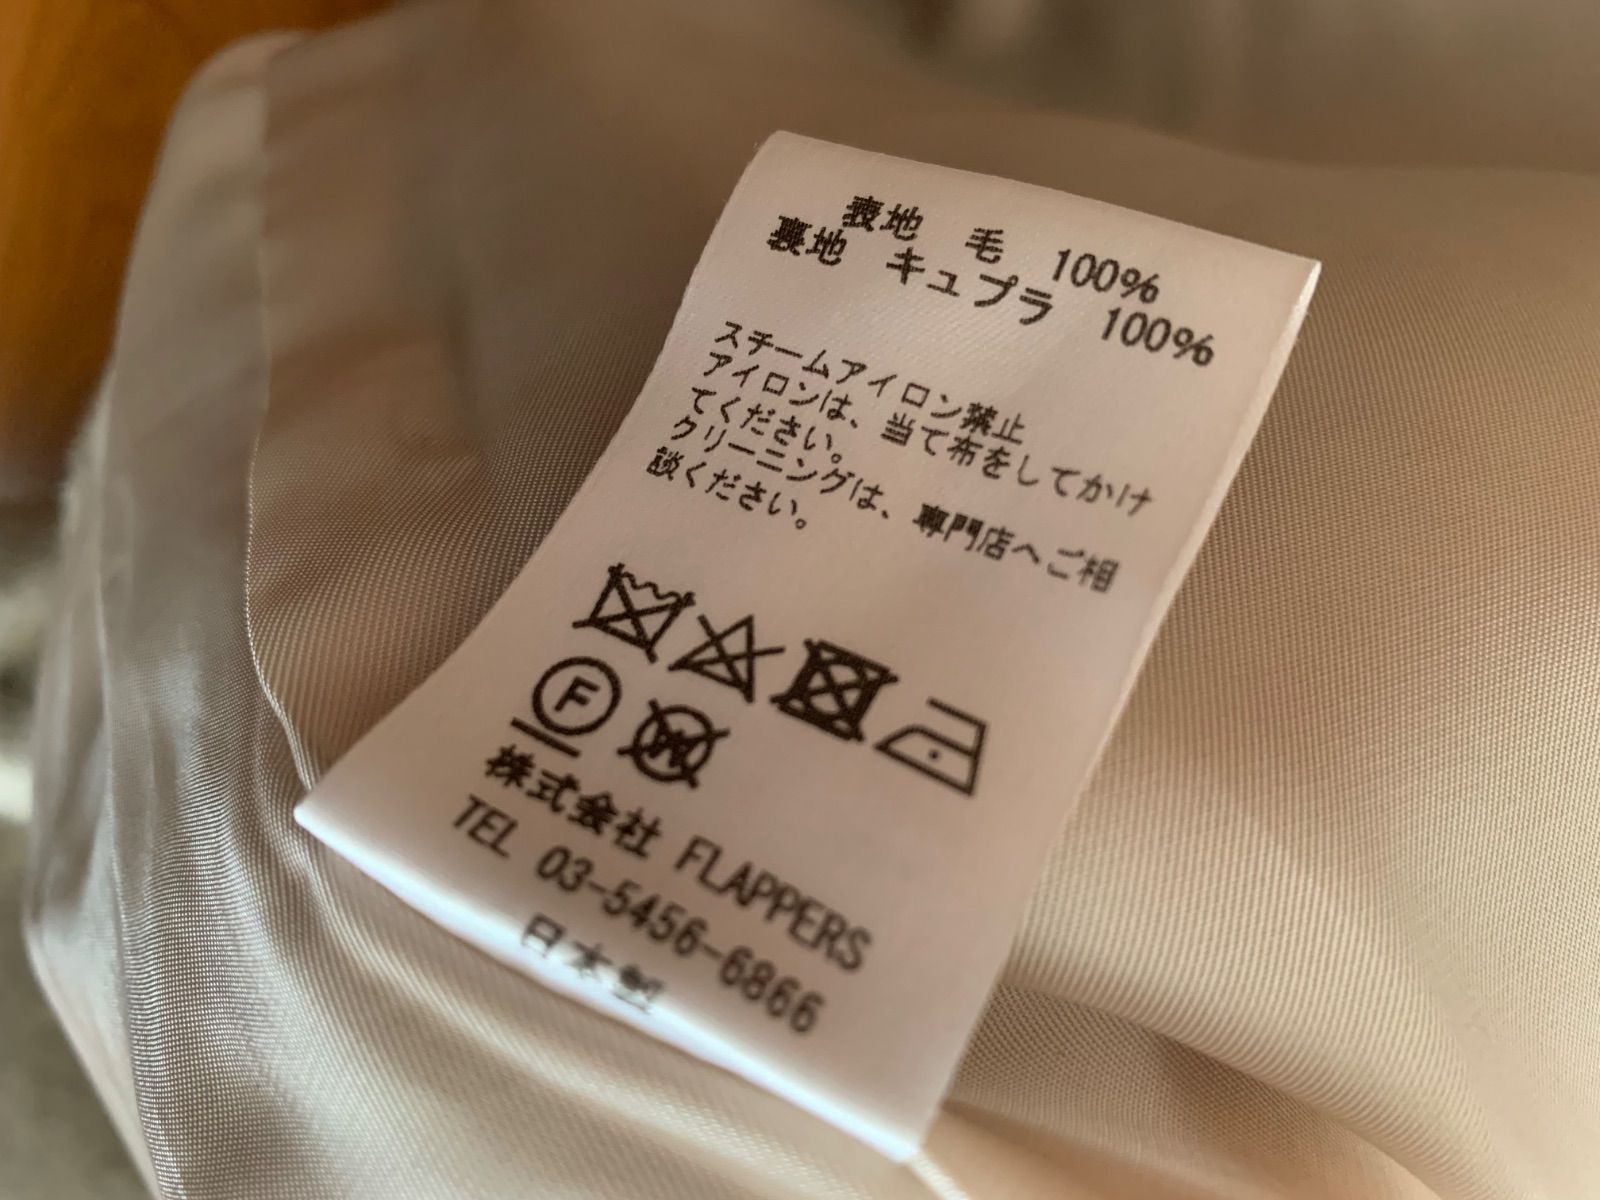 表地　毛　100%
裏地　キュプラ　100%
スチームアイロン禁止
アイロンは、当て布をしてかけ
てください。
クリーニングは、専門店へご相
談ください。
F W
株式会社 FLAPPERS
TEL 03-5456-6866
日本製